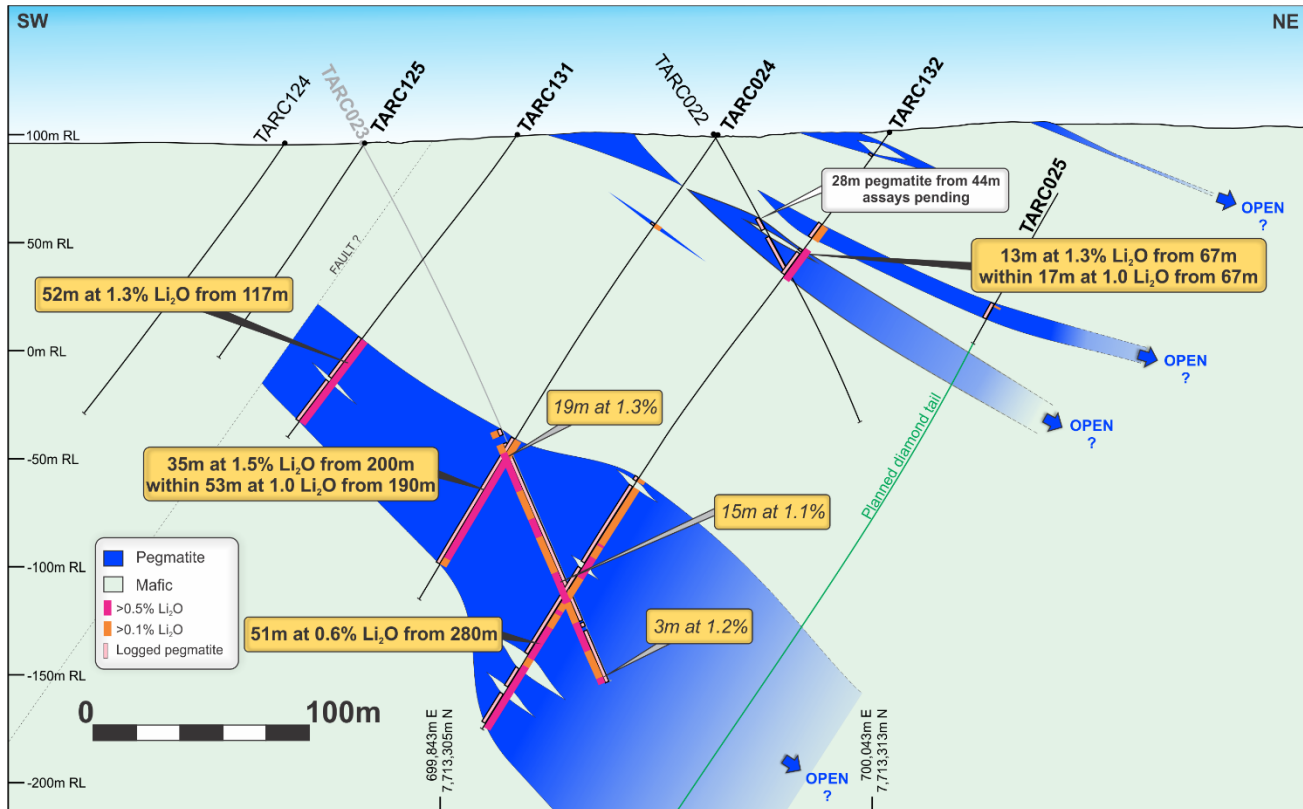 SW
NE
TARC124
TARC023
TARC125
TARC131
TARC022
TARC024
TARC132
100m RL
28m pegmatite from 44m
assays pending
TARC025
OPEN
?
50m RL
FAULT ?
13m at 1.3% Li₂O from 67m
within 17m at 1.0 Li₂O from 67m
52m at 1.3% Li₂O from 117m
0m RL
OPEN
?
19m at 1.3%
OPEN
?
-50m RL
35m at 1.5% Li₂O from 200m
within 53m at 1.0 Li₂O from 190m
Planned diamond tail
15m at 1.1%
Pegmatite
Mafic
>0.5% Li₂O
>0.1% Li₂O
Logged pegmatite
-100m RL
51m at 0.6% Li₂O from 280m
3m at 1.2%
-150m RL
0
100m
699,843m E
7,713,305m N
700,043m E
7,713,313m N
-200m RL
OPEN
?